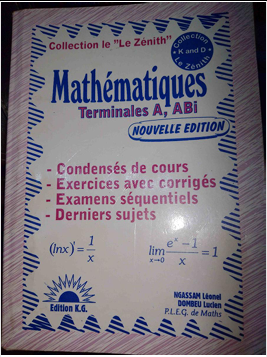 Collection le "Le Zénith"
Collection
K and D
Le Zénith
Mathématiques
Terminales A, ABi
NOUVELLE EDITION
- Condensés de cours
- Exercices avec corrigés
- Examens séquentiels
- Derniers sujets
(lnx)' = 1/x
lim x→0 (eˣ - 1)/x = 1
K.G.
Edition K.G.
NGASSAM Léonel
DOMBEU Lucien
P.L.E.G. de Maths